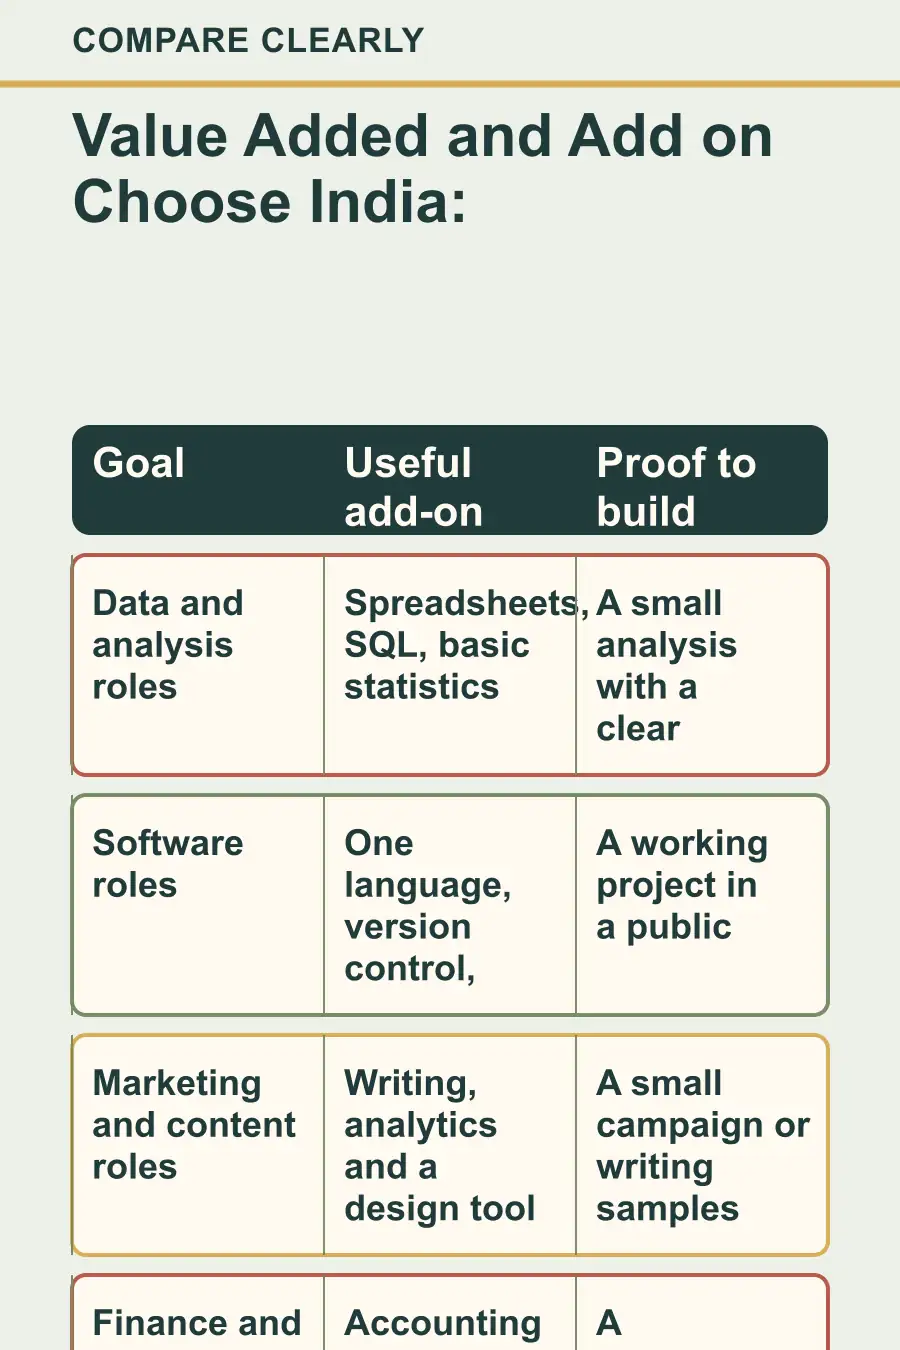 COMPARE CLEARLY
Value Added and Add on
Choose India:
Goal
Useful
add-on
Proof to
build
Data and
analysis
roles
Spreadsheets,
SQL, basic
statistics
A small
analysis
with a
clear
Software
roles
One
language,
version
control,
A working
project in
a public
Marketing
and content
roles
Writing,
analytics
and a
design tool
A small
campaign or
writing
samples
Finance and
Accounting
A